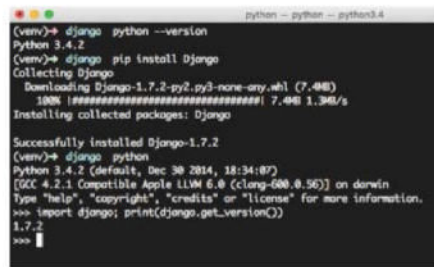 python — python — python3.4
(venv)➜ django python --version
Python 3.4.2
(venv)➜ django pip install Django
Collecting Django
Downloading Django-1.7.2-py2.py3-none-any.whl (7.4MB)
100% |################################| 7.4MB 1.3MB/s
Installing collected packages: Django
Successfully installed Django-1.7.2
(venv)➜ django python
Python 3.4.2 (default, Dec 30 2014, 18:34:07)
[GCC 4.2.1 Compatible Apple LLVM 6.0 (clang-600.0.56)] on darwin
Type "help", "copyright", "credits" or "license" for more information.
>>> import django; print(django.get_version())
1.7.2
>>>